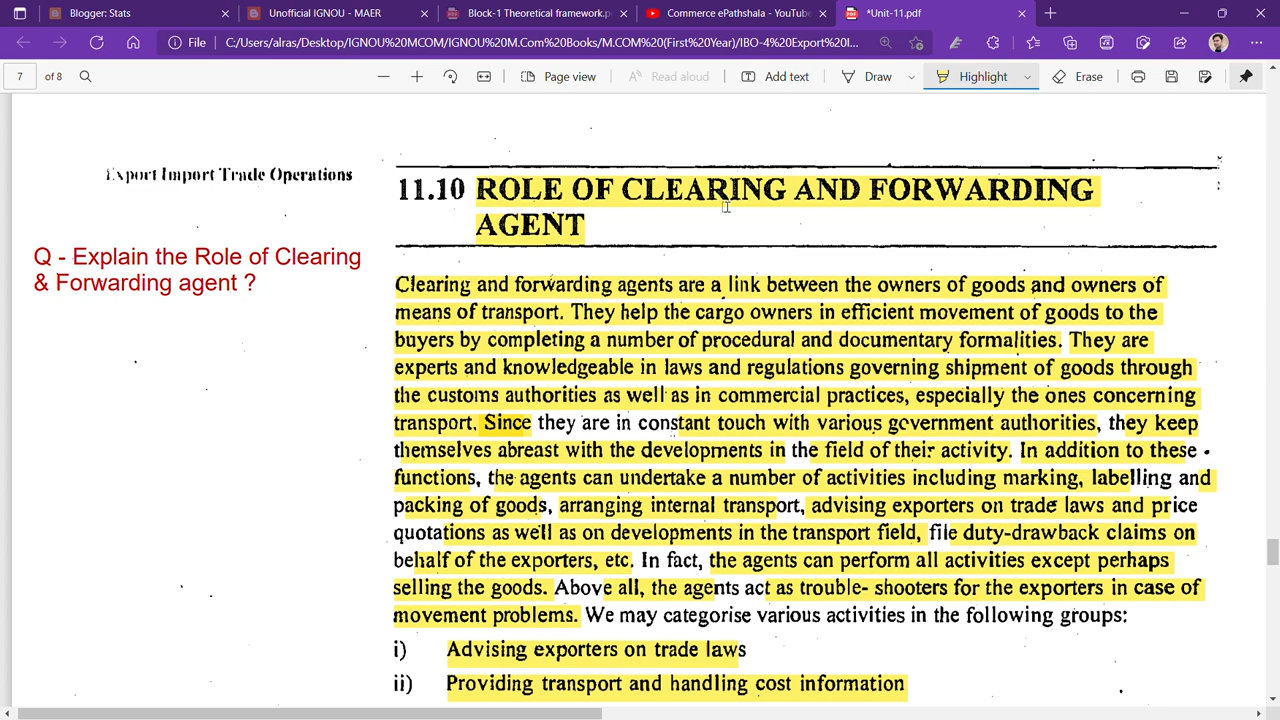 Blogger: Stats
Unofficial IGNOU - MAER
Block-1 Theoretical framework.p
Commerce ePathshala - YouTube
*Unit-11.pdf
File C:/Users/alras/Desktop/IGNOU%20MCOM/IGNOU%20M.Com%20Books/M.COM%20(First%20Year)/IBO-4%20Export%20I...
7 of 8
Page view
Read aloud
Add text
Draw
Highlight
Erase
Export Import Trade Operations
11.10 ROLE OF CLEARING AND FORWARDING
AGENT
Q - Explain the Role of Clearing
& Forwarding agent ?
Clearing and forwarding agents are a link between the owners of goods and owners of
means of transport. They help the cargo owners in efficient movement of goods to the
buyers by completing a number of procedural and documentary formalities. They are
experts and knowledgeable in laws and regulations governing shipment of goods through
the customs authorities as well as in commercial practices, especially the ones concerning
transport. Since they are in constant touch with various government authorities, they keep
themselves abreast with the developments in the field of their activity. In addition to these
functions, the agents can undertake a number of activities including marking, labelling and
packing of goods, arranging internal transport, advising exporters on trade laws and price
quotations as well as on developments in the transport field, file duty-drawback claims on
behalf of the exporters, etc. In fact, the agents can perform all activities except perhaps
selling the goods. Above all, the agents act as trouble- shooters for the exporters in case of
movement problems. We may categorise various activities in the following groups:
i) Advising exporters on trade laws
ii) Providing transport and handling cost information